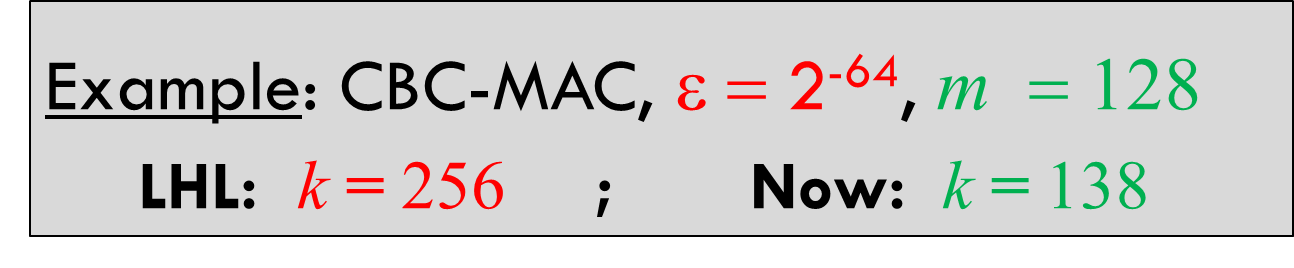 Example: CBC-MAC, ε = 2⁻⁶⁴, m = 128
LHL: k = 256 ; Now: k = 138